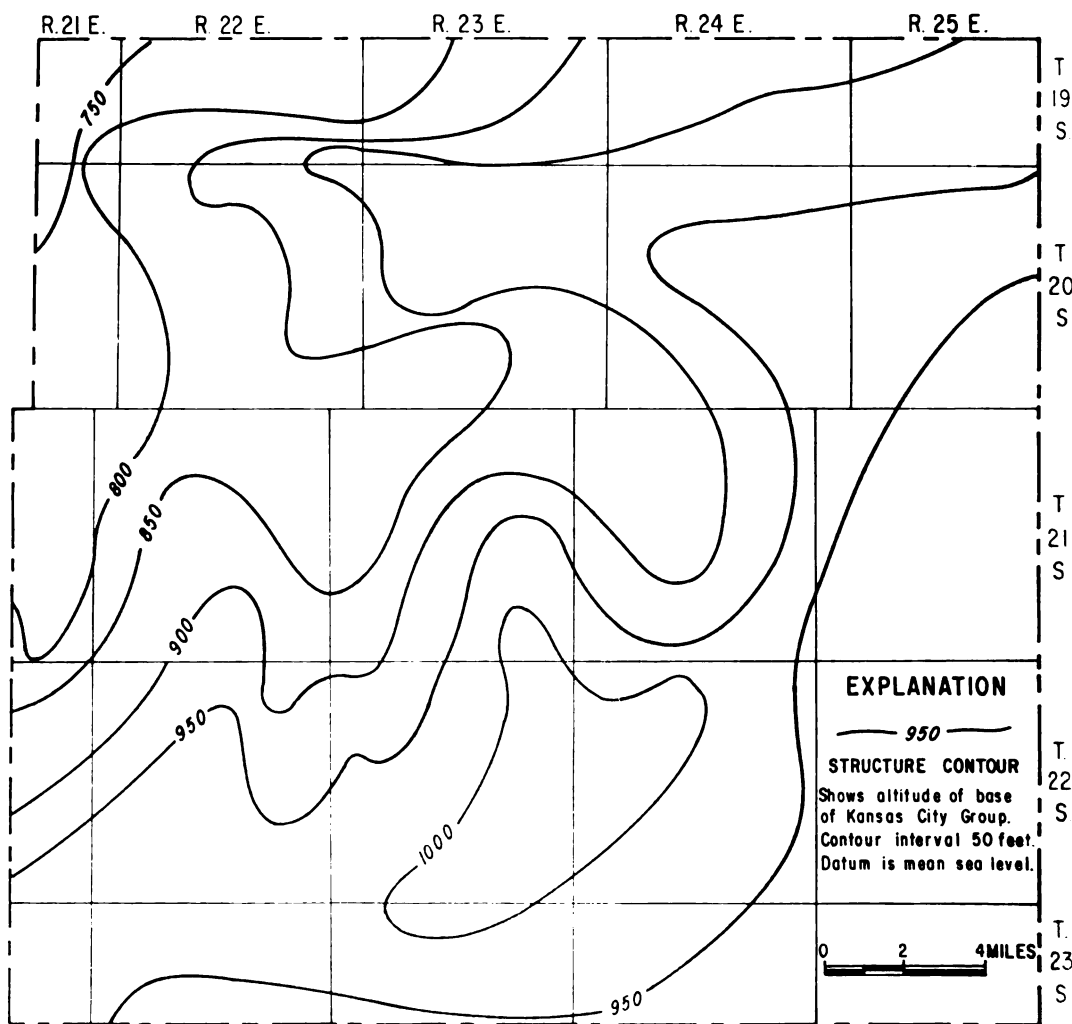 R. 21 E. R. 22 E. R. 23 E. R. 24 E. R. 25 E.
T
19
S
750
T
20
S
800
850
T
21
S
900
950
EXPLANATION
950
STRUCTURE CONTOUR
Shows altitude of base
of Kansas City Group.
Contour interval 50 feet.
Datum is mean sea level.
T.
22
S
1000
T.
23
S
0 2 4 MILES
950